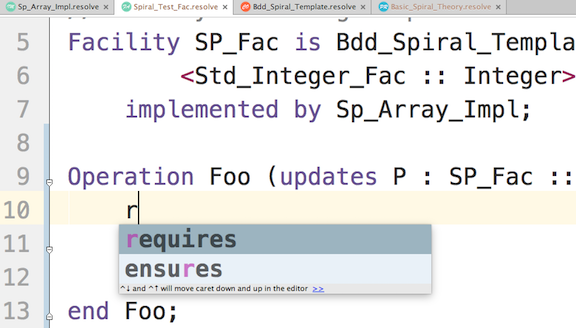 Sp_Array_Impl.resolve × Spiral_Test_Fac.resolve × Bdd_Spiral_Template.resolve × Basic_Spiral_Theory.resolve ×
5 Facility SP_Fac is Bdd_Spiral_Templa
6 <Std_Integer_Fac :: Integer>
7 implemented by Sp_Array_Impl;
8
9 Operation Foo (updates P : SP_Fac ::
10 r
requires
11
ensures
12
^↓ and ^↑ will move caret down and up in the editor >>
13 end Foo;